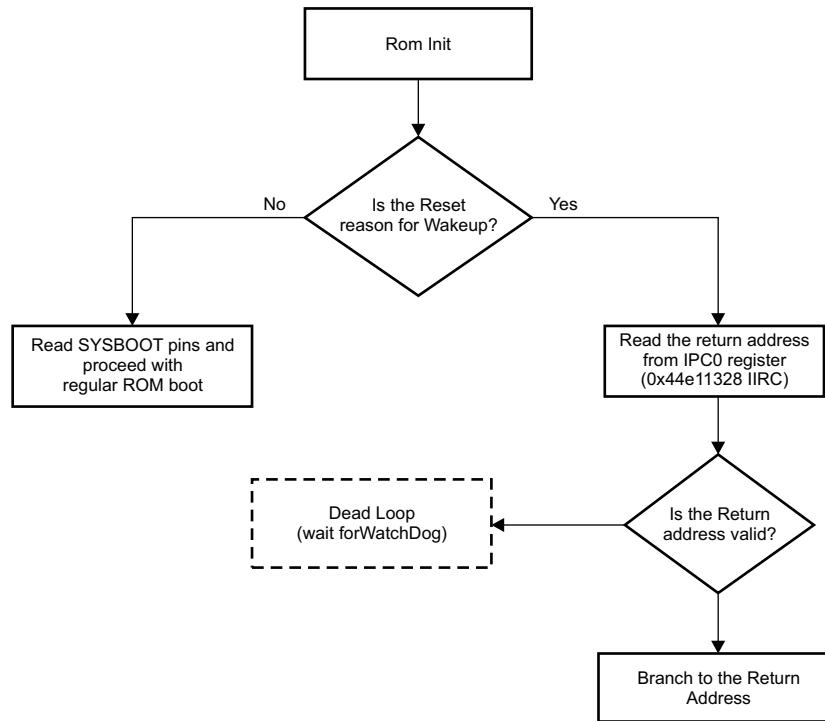 Rom Init
Is the Reset
reason for Wakeup?
No
Yes
Read SYSBOOT pins and
proceed with
regular ROM boot
Read the return address
from IPC0 register
(0x44e11328 IIRC)
Dead Loop
(wait forWatchDog)
Is the Return
address valid?
Branch to the Return
Address